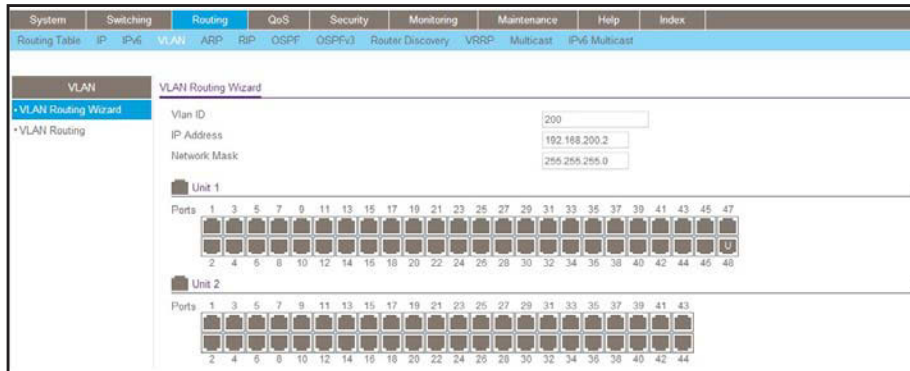 System Switching Routing QoS Security Monitoring Maintenance Help Index
Routing Table IP IPv6 VLAN ARP RIP OSPF OSPFv3 Router Discovery VRRP Multicast IPv6 Multicast
VLAN
VLAN Routing Wizard
VLAN Routing
VLAN Routing Wizard
Vlan ID 200
IP Address 192.168.200.2
Network Mask 255.255.255.0
Unit 1
Ports 1 3 5 7 9 11 13 15 17 19 21 23 25 27 29 31 33 35 37 39 41 43 45 47
U
2 4 6 8 10 12 14 16 18 20 22 24 26 28 30 32 34 36 38 40 42 44 46 48
Unit 2
Ports 1 3 5 7 9 11 13 15 17 19 21 23 25 27 29 31 33 35 37 39 41 43
2 4 6 8 10 12 14 16 18 20 22 24 26 28 30 32 34 36 38 40 42 44